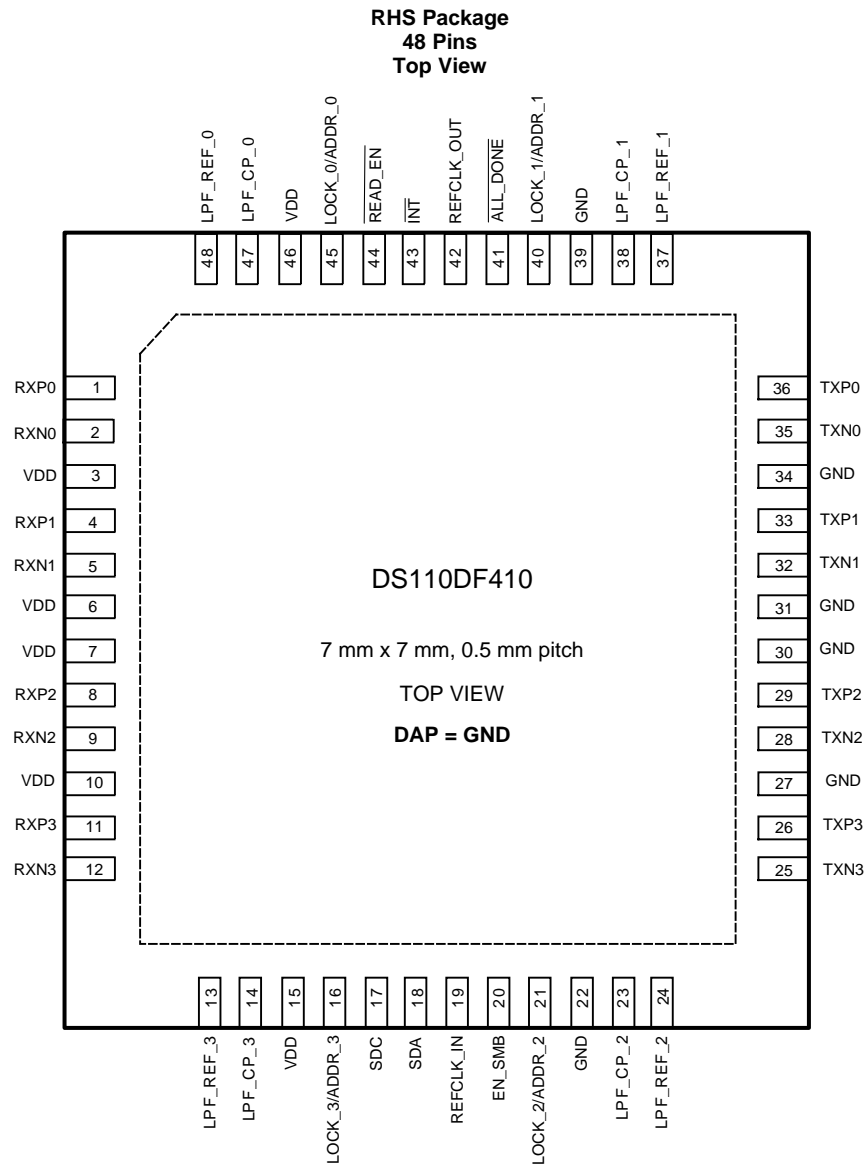 RHS Package
48 Pins
Top View
LPF_REF_0
LPF_CP_0
VDD
LOCK_0/ADDR_0
READ_EN
INT
REFCLK_OUT
ALL_DONE
LOCK_1/ADDR_1
GND
LPF_CP_1
LPF_REF_1
48
47
46
45
44
43
42
41
40
39
38
37
RXP0 1
RXN0 2
VDD 3
RXP1 4
RXN1 5
VDD 6
VDD 7
RXP2 8
RXN2 9
VDD 10
RXP3 11
RXN3 12
DS110DF410
7 mm x 7 mm, 0.5 mm pitch
TOP VIEW
DAP = GND
36 TXP0
35 TXN0
34 GND
33 TXP1
32 TXN1
31 GND
30 GND
29 TXP2
28 TXN2
27 GND
26 TXP3
25 TXN3
13
14
15
16
17
18
19
20
21
22
23
24
LPF_REF_3
LPF_CP_3
VDD
LOCK_3/ADDR_3
SDC
SDA
REFCLK_IN
EN_SMB
LOCK_2/ADDR_2
GND
LPF_CP_2
LPF_REF_2